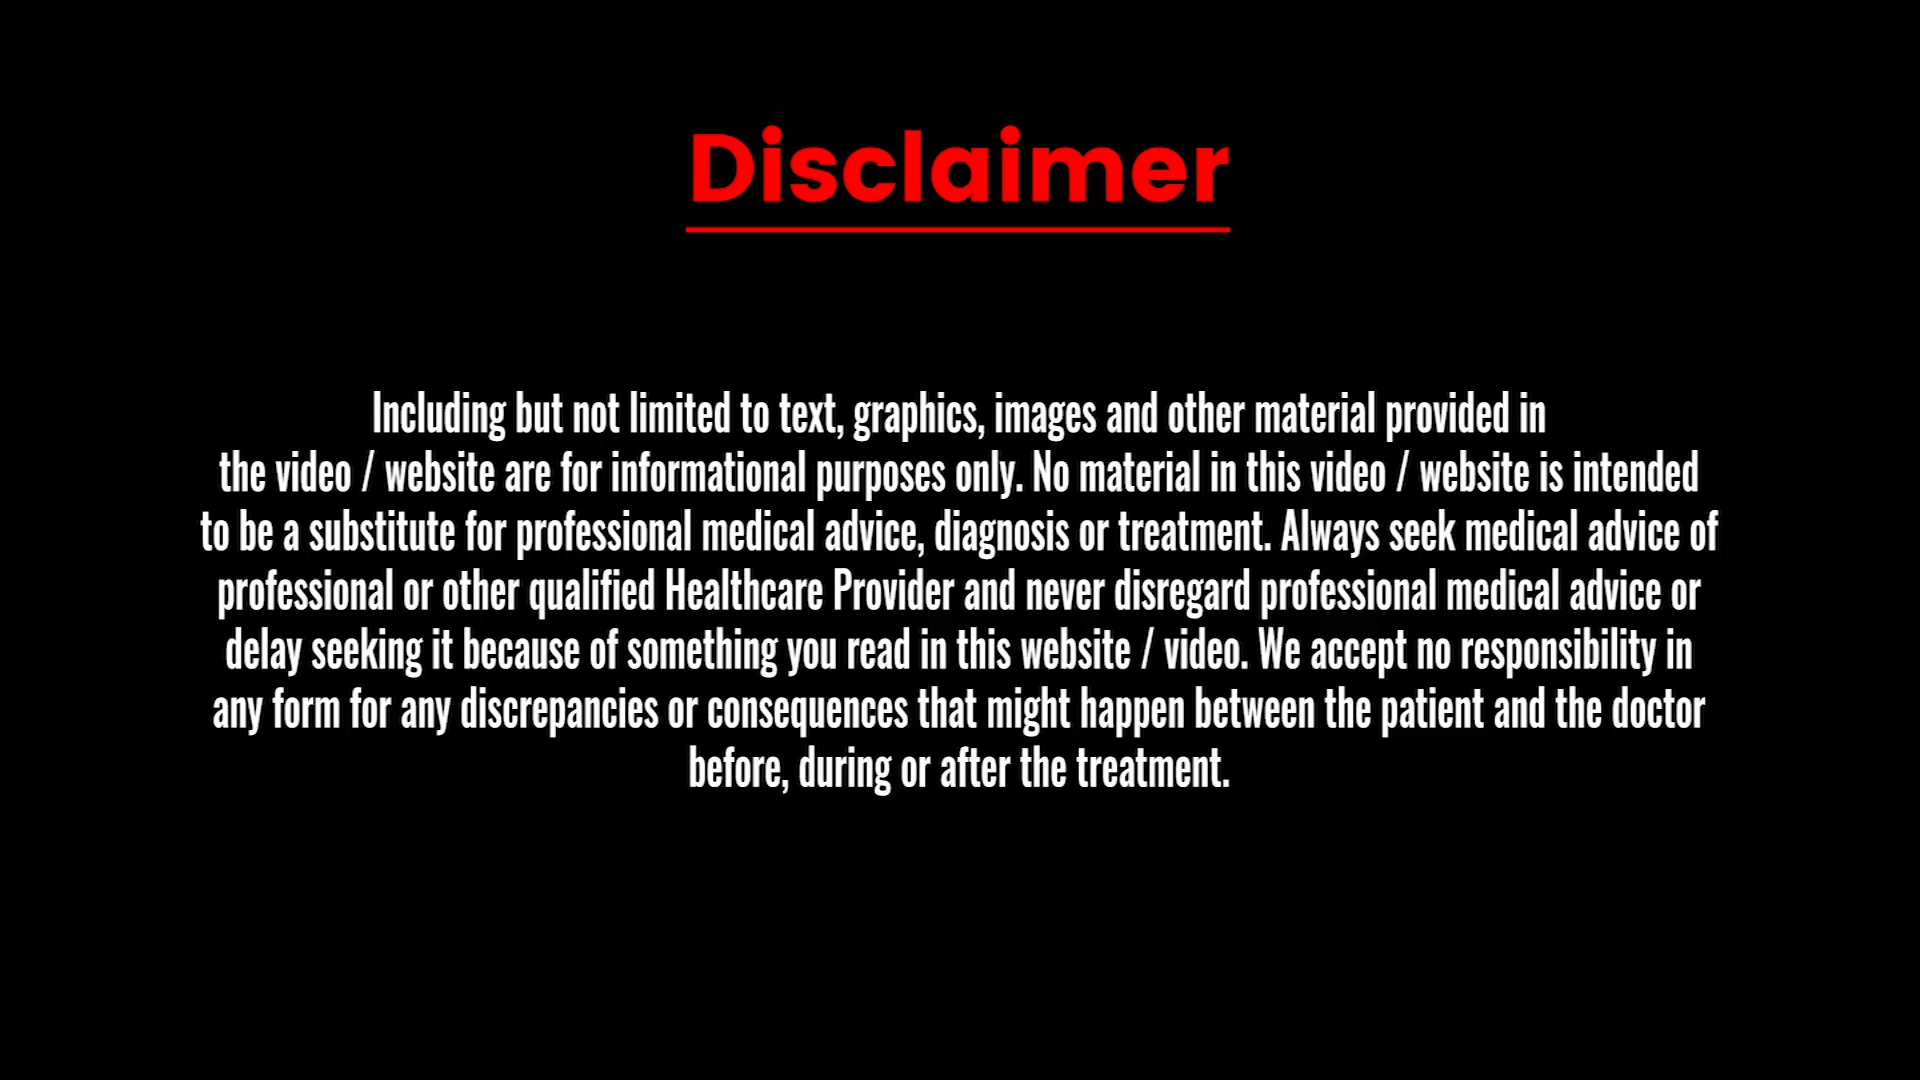 Disclaimer
Including but not limited to text, graphics, images and other material provided in
the video / website are for informational purposes only. No material in this video / website is intended
to be a substitute for professional medical advice, diagnosis or treatment. Always seek medical advice of
professional or other qualified Healthcare Provider and never disregard professional medical advice or
delay seeking it because of something you read in this website / video. We accept no responsibility in
any form for any discrepancies or consequences that might happen between the patient and the doctor
before, during or after the treatment.